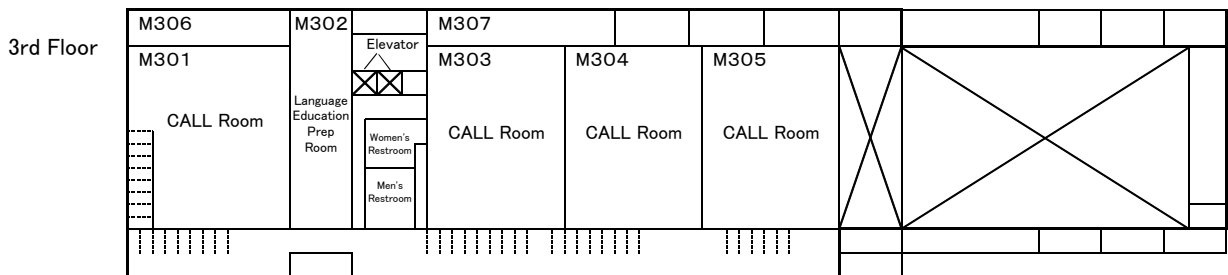 3rd Floor
M306
M302
M307
Elevator
M301
M303
M304
M305
CALL Room
Language
Education
Prep
Room
Women's
Restroom
Men's
Restroom
CALL Room
CALL Room
CALL Room